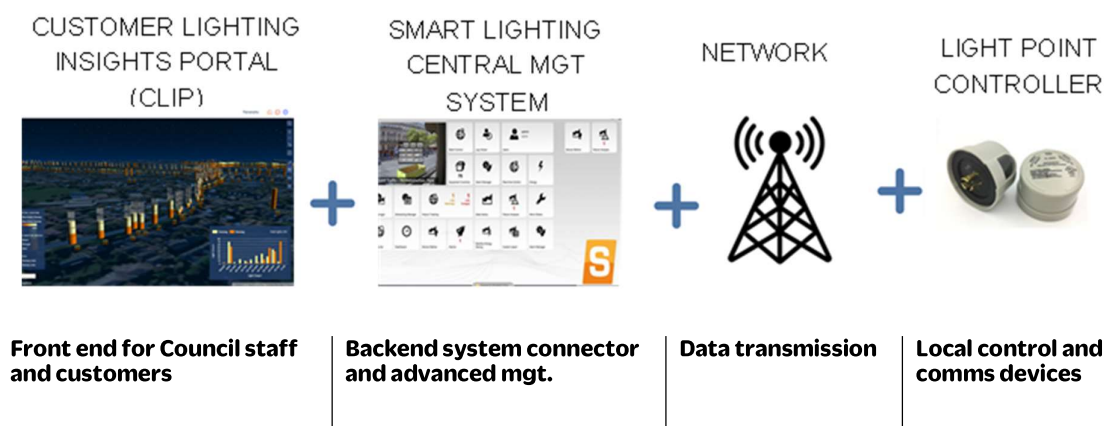 CUSTOMER LIGHTING
INSIGHTS PORTAL
(CLIP)
SMART LIGHTING
CENTRAL MGT
SYSTEM
NETWORK
LIGHT POINT
CONTROLLER
S
Front end for Council staff
and customers
Backend system connector
and advanced mgt.
Data transmission
Local control and
comms devices